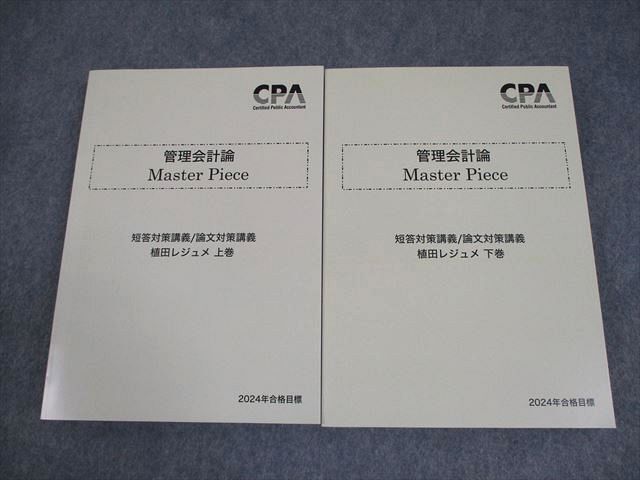 CPA
Certified Public Accountant
管理会計論
Master Piece
短答対策講義/論文対策講義
植田レジュメ 上巻
2024年合格目標
CPA
Certified Public Accountant
管理会計論
Master Piece
短答対策講義/論文対策講義
植田レジュメ 下巻
2024年合格目標